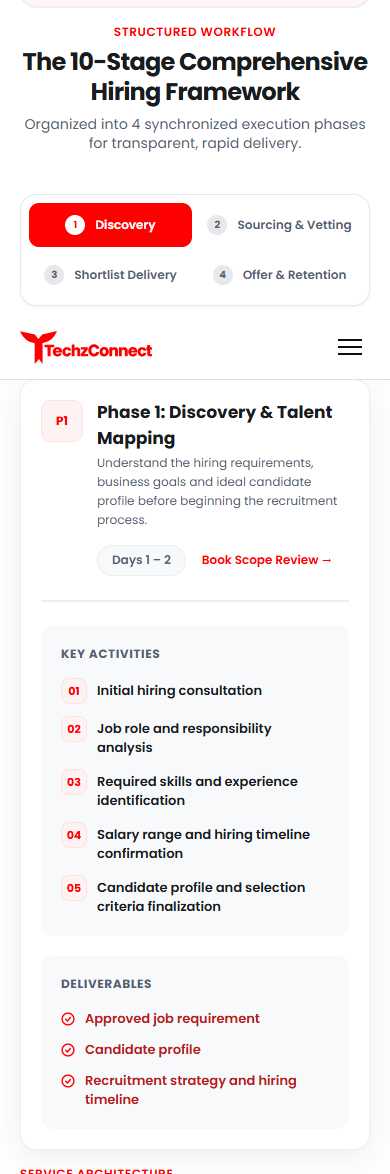 STRUCTURED WORKFLOW
The 10-Stage Comprehensive
Hiring Framework
Organized into 4 synchronized execution phases
for transparent, rapid delivery.
1 Discovery
2 Sourcing & Vetting
3 Shortlist Delivery
4 Offer & Retention
TechzConnect
P1
Phase 1: Discovery & Talent
Mapping
Understand the hiring requirements,
business goals and ideal candidate
profile before beginning the recruitment
process.
Days 1 – 2
Book Scope Review →
KEY ACTIVITIES
01 Initial hiring consultation
02 Job role and responsibility
analysis
03 Required skills and experience
identification
04 Salary range and hiring timeline
confirmation
05 Candidate profile and selection
criteria finalization
DELIVERABLES
Approved job requirement
Candidate profile
Recruitment strategy and hiring
timeline
SERVICE ARCHITECTURE